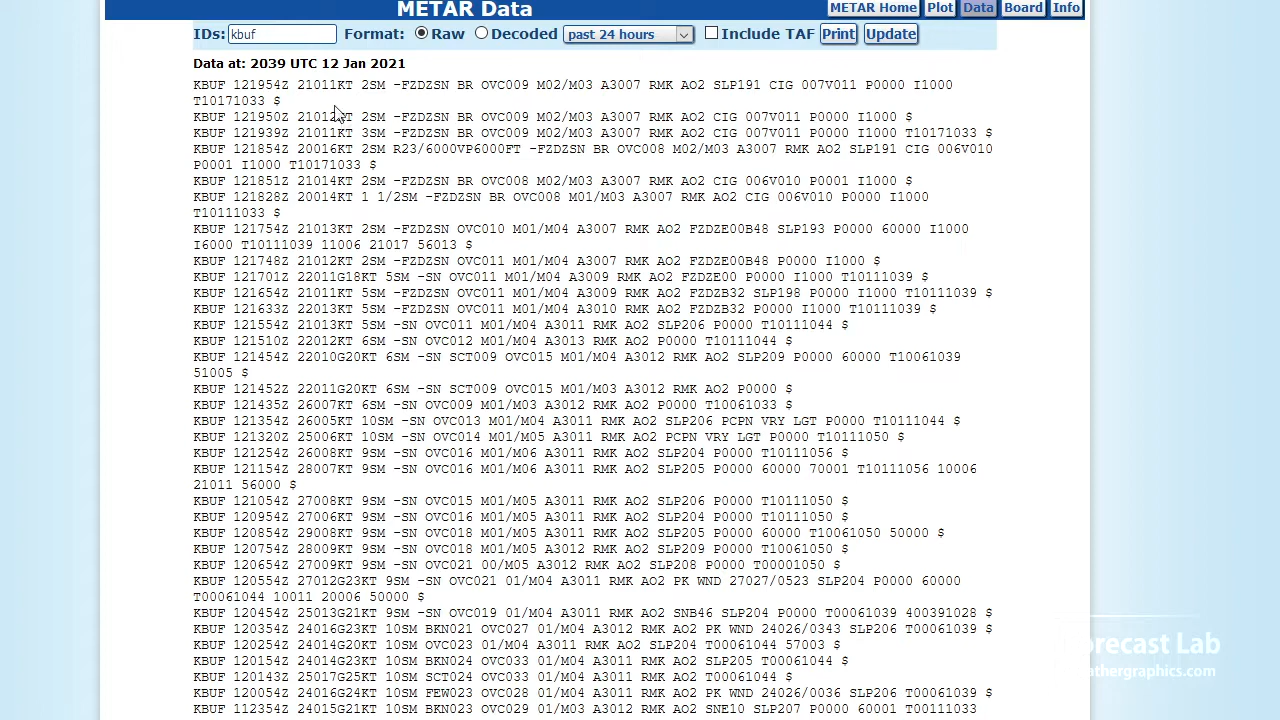 METAR Data
METAR Home Plot Data Board Info
IDs: kbuf Format: Raw Decoded past 24 hours Include TAF Print Update
Data at: 2039 UTC 12 Jan 2021
KBUF 121954Z 21011KT 2SM -FZDZSN BR OVC009 M02/M03 A3007 RMK AO2 SLP191 CIG 007V011 P0000 I1000
T10171033 $
KBUF 121950Z 21012KT 2SM -FZDZSN BR OVC009 M02/M03 A3007 RMK AO2 CIG 007V011 P0000 I1000 $
KBUF 121939Z 21011KT 3SM -FZDZSN BR OVC009 M02/M03 A3007 RMK AO2 CIG 007V011 P0000 I1000 T10171033 $
KBUF 121854Z 20016KT 2SM R23/6000VP6000FT -FZDZSN BR OVC008 M02/M03 A3007 RMK AO2 SLP191 CIG 006V010
P0001 I1000 T10171033 $
KBUF 121851Z 21014KT 2SM -FZDZSN BR OVC008 M02/M03 A3007 RMK AO2 CIG 006V010 P0001 I1000 $
KBUF 121828Z 20014KT 1 1/2SM -FZDZSN BR OVC008 M01/M03 A3007 RMK AO2 CIG 006V010 P0000 I1000
T10111033 $
KBUF 121754Z 21013KT 2SM -FZDZSN OVC010 M01/M04 A3007 RMK AO2 FZDZE00B48 SLP193 P0000 60000 I1000
I6000 T10111039 11006 21017 56013 $
KBUF 121748Z 21012KT 2SM -FZDZSN OVC011 M01/M04 A3007 RMK AO2 FZDZE00B48 P0000 I1000 $
KBUF 121701Z 22011G18KT 5SM -SN OVC011 M01/M04 A3009 RMK AO2 FZDZE00 P0000 I1000 T10111039 $
KBUF 121654Z 21011KT 5SM -FZDZSN OVC011 M01/M04 A3009 RMK AO2 FZDZB32 SLP198 P0000 I1000 T10111039 $
KBUF 121633Z 22013KT 5SM -FZDZSN OVC011 M01/M04 A3010 RMK AO2 FZDZB32 P0000 I1000 T10111039 $
KBUF 121554Z 21013KT 5SM -SN OVC011 M01/M04 A3011 RMK AO2 SLP206 P0000 T10111044 $
KBUF 121510Z 22012KT 6SM -SN OVC012 M01/M04 A3013 RMK AO2 P0000 T10111044 $
KBUF 121454Z 22010G20KT 6SM -SN SCT009 OVC015 M01/M04 A3012 RMK AO2 SLP209 P0000 60000 T10061039
51005 $
KBUF 121452Z 22011G20KT 6SM -SN SCT009 OVC015 M01/M03 A3012 RMK AO2 P0000 $
KBUF 121435Z 26007KT 6SM -SN OVC009 M01/M03 A3012 RMK AO2 P0000 T10061033 $
KBUF 121354Z 26005KT 10SM -SN OVC013 M01/M04 A3011 RMK AO2 SLP206 PCPN VRY LGT P0000 T10111044 $
KBUF 121320Z 25006KT 10SM -SN OVC014 M01/M05 A3011 RMK AO2 PCPN VRY LGT P0000 T10111050 $
KBUF 121254Z 26008KT 9SM -SN OVC016 M01/M06 A3011 RMK AO2 SLP204 P0000 T10111056 $
KBUF 121154Z 28007KT 9SM -SN OVC016 M01/M06 A3011 RMK AO2 SLP205 P0000 60000 70001 T10111056 10006
21011 56000 $
KBUF 121054Z 27008KT 9SM -SN OVC015 M01/M05 A3011 RMK AO2 SLP206 P0000 T10111050 $
KBUF 120954Z 27006KT 9SM -SN OVC016 M01/M05 A3011 RMK AO2 SLP204 P0000 T10111050 $
KBUF 120854Z 29008KT 9SM -SN OVC018 M01/M05 A3011 RMK AO2 SLP205 P0000 60000 T10061050 50000 $
KBUF 120754Z 28009KT 9SM -SN OVC018 M01/M05 A3012 RMK AO2 SLP209 P0000 T10061050 $
KBUF 120654Z 27009KT 9SM -SN OVC021 00/M05 A3012 RMK AO2 SLP208 P0000 T00001050 $
KBUF 120554Z 27012G23KT 9SM -SN OVC021 01/M04 A3011 RMK AO2 PK WND 27027/0523 SLP204 P0000 60000
T00061044 10011 20006 50000 $
KBUF 120454Z 25013G21KT 9SM -SN OVC019 01/M04 A3011 RMK AO2 SNB46 SLP204 P0000 T00061039 400391028 $
KBUF 120354Z 24016G23KT 10SM BKN021 OVC027 01/M04 A3012 RMK AO2 PK WND 24026/0343 SLP206 T00061039 $
KBUF 120254Z 24014G20KT 10SM OVC023 01/M04 A3011 RMK AO2 SLP204 T00061044 57003 $
KBUF 120154Z 24014G23KT 10SM BKN024 OVC033 01/M04 A3011 RMK AO2 SLP205 T00061044 $
KBUF 120143Z 25017G25KT 10SM OVC033 01/M04 A3011 RMK AO2 T00061044 $
KBUF 120054Z 24016G24KT 10SM FEW023 OVC028 01/M04 A3011 RMK AO2 PK WND 24026/0036 SLP206 T00061039 $
KBUF 112354Z 24015G21KT 10SM BKN023 OVC029 01/M03 A3011 RMK AO2 SNE10 SLP207 P0000 60001 T00111033
Forecast Lab
weathergraphics.com